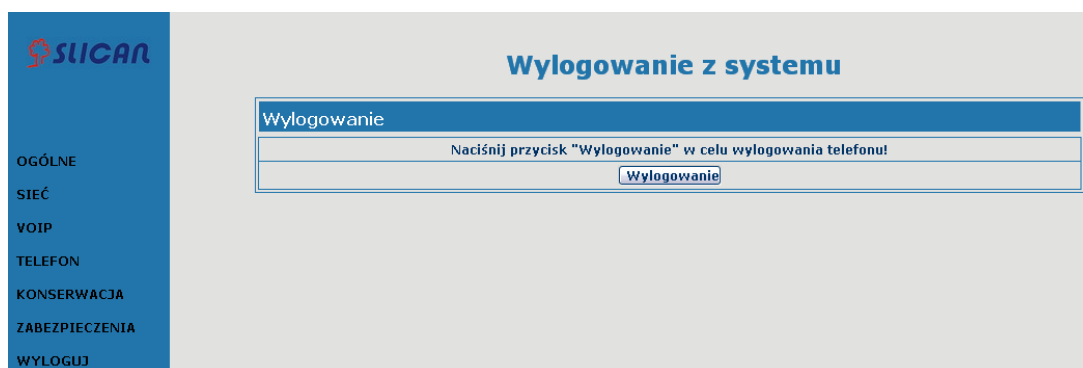 SLICAN
OGÓLNE
SIEĆ
VOIP
TELEFON
KONSERWACJA
ZABEZPIECZENIA
WYLOGUJ
Wylogowanie z systemu
Wylogowanie
Naciśnij przycisk "Wylogowanie" w celu wylogowania telefonu!
Wylogowanie